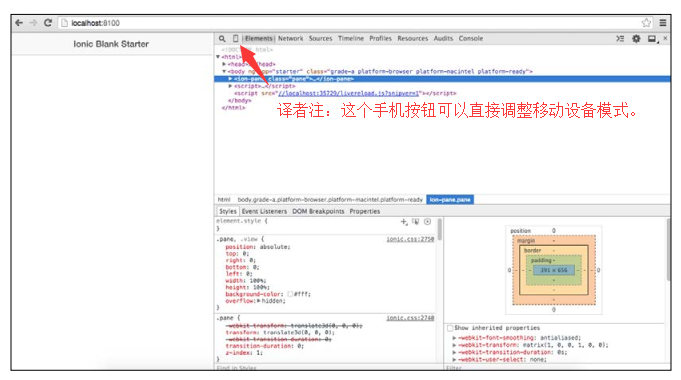 localhost:8100
Ionic Blank Starter
Elements Network Sources Timeline Profiles Resources Audits Console
<!DOCTYPE html>
▼<html>
▶<head>…</head>
▼<body ng-app="starter" class="grade-a platform-browser platform-macintel platform-ready">
▶<ion-pane class="pane">…</ion-pane>
▶<script>…</script>
<script src="//localhost:35729/livereload.js?snipver=1"></script>
</body>
</html>
译者注：这个手机按钮可以直接调整移动设备模式。
html body.grade-a.platform-browser.platform-macintel.platform-ready ion-pane.pane
Styles Event Listeners DOM Breakpoints Properties
element.style {
}
.pane, .view { ionic.css:2750
position: absolute;
top: 0;
right: 0;
bottom: 0;
left: 0;
width: 100%;
height: 100%;
background-color: #fff;
overflow:▶hidden;
}
.pane { ionic.css:2740
-webkit-transform: translate3d(0, 0, 0);
transform: translate3d(0, 0, 0);
-webkit-transition-duration: 0;
transition-duration: 0;
z-index: 1;
}
Find in Styles
position 0
margin -
border -
padding -
0 - - - - - - 0
-
-
-
0
Show inherited properties
▶ -webkit-font-smoothing: antialiased;
▶ -webkit-transform: matrix(1, 0, 0, 1, 0, 0);
▶ -webkit-transition-duration: 0s;
▶ -webkit-user-select: none;
Filter